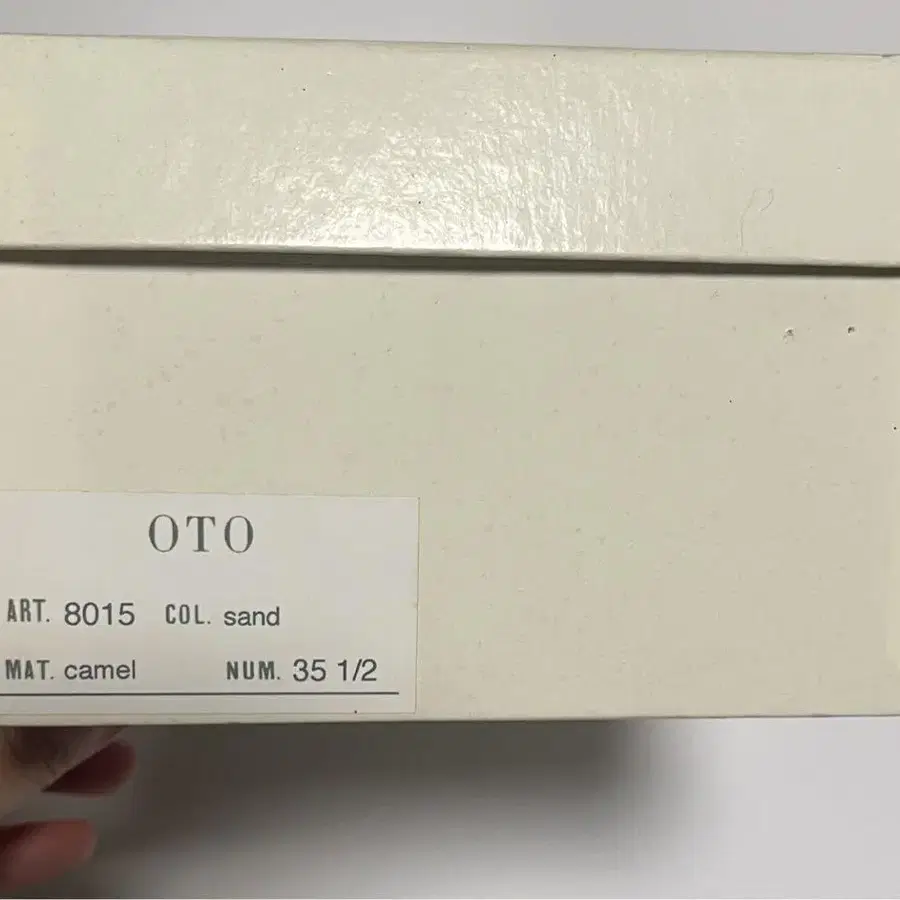 OTO
ART. 8015 COL. sand
MAT. camel NUM. 35 1/2